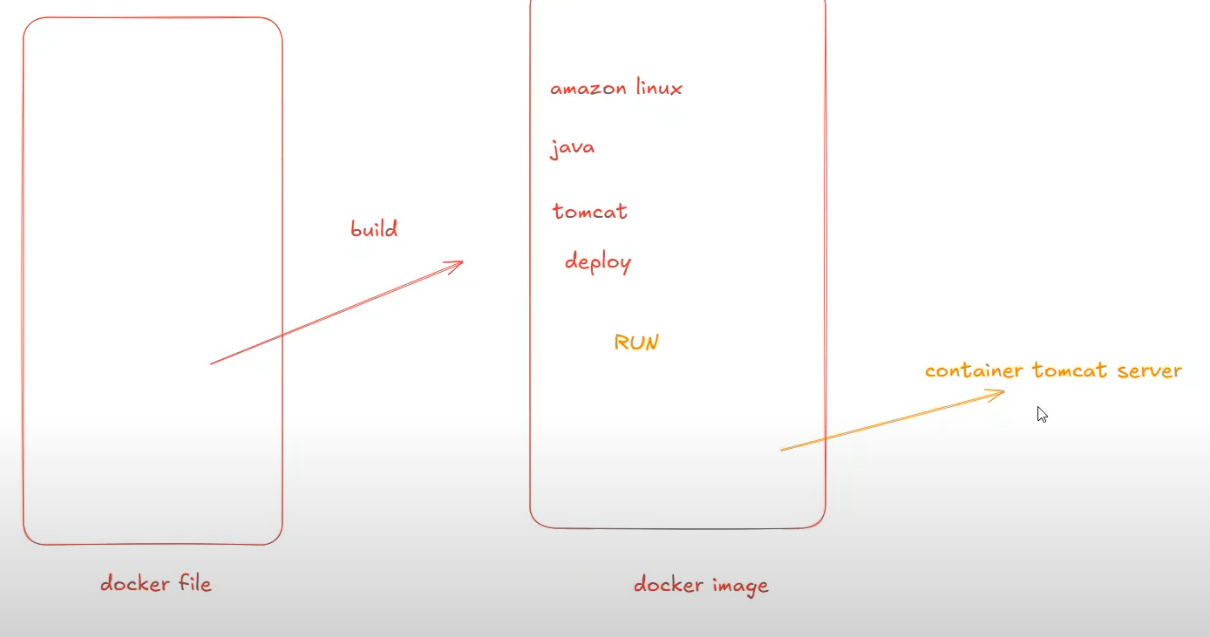 amazon linux
java
build
tomcat
deploy
RUN
container tomcat server
docker file
docker image